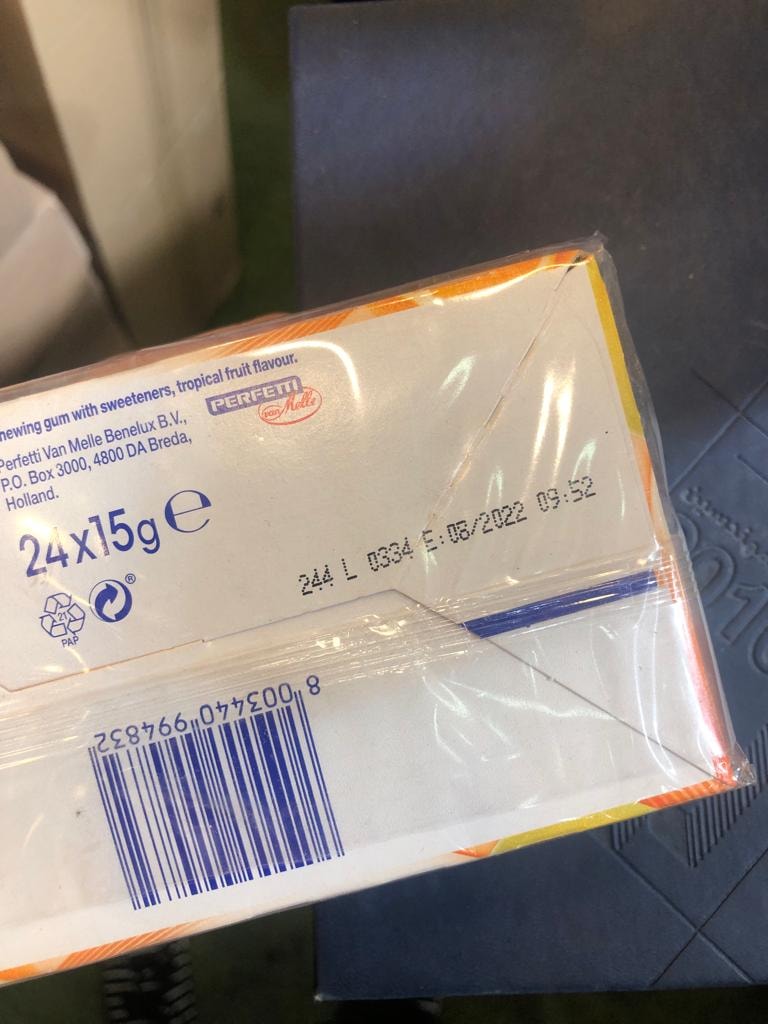 newing gum with sweeteners, tropical fruit flavour.
Perfetti Van Melle Benelux B.V.,
P.O. Box 3000, 4800 DA Breda,
Holland.
PERFETTI
van Melle
24x15g e
244 L 0334 E:08/2022 09:52
21
PAP
®
8 003440 994832